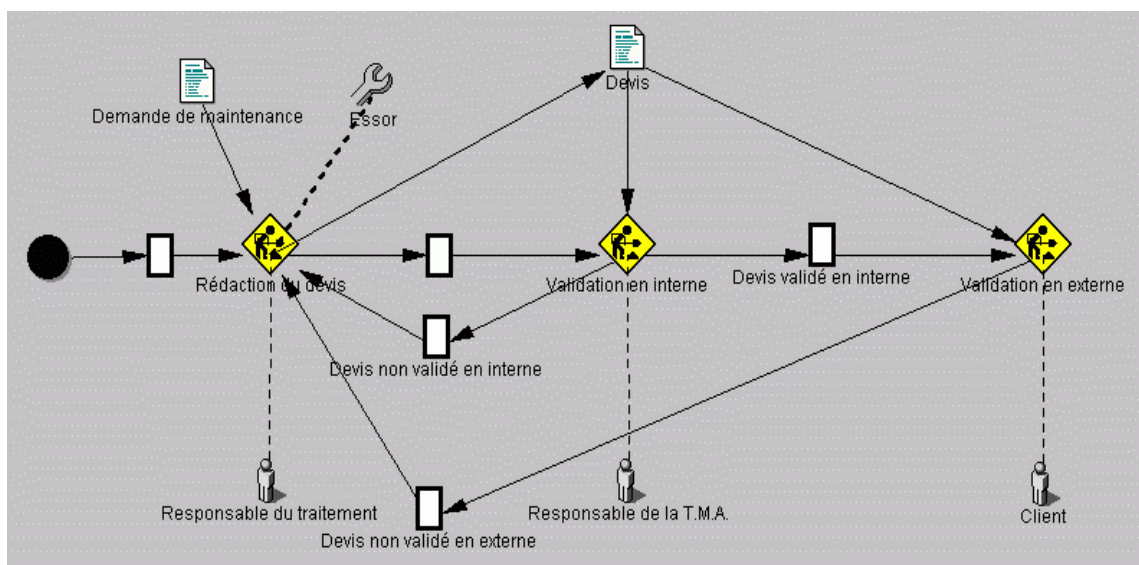 Devis
Demande de maintenance
Essor
Rédaction du devis
Validation en interne
Devis validé en interne
Validation en externe
Devis non validé en interne
Responsable du traitement
Responsable de la T.M.A.
Client
Devis non validé en externe